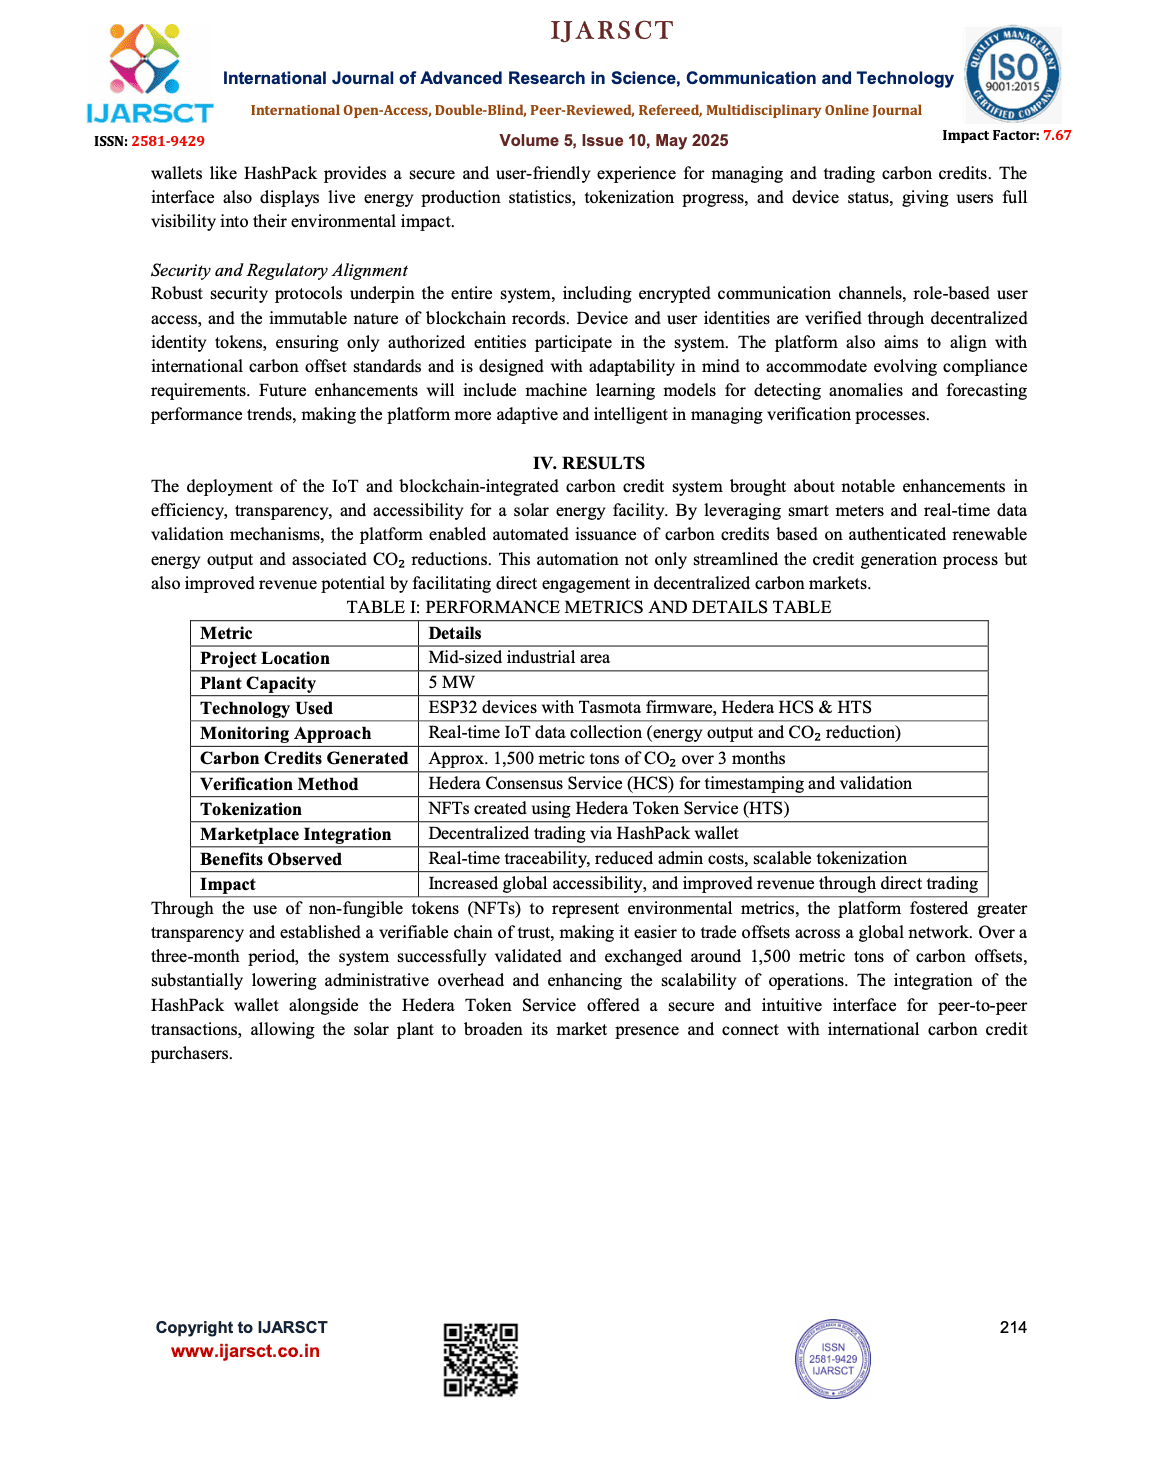 IJARSCT
International Journal of Advanced Research in Science, Communication and Technology
International Open-Access, Double-Blind, Peer-Reviewed, Refereed, Multidisciplinary Online Journal
IJARSCT
ISSN: 2581-9429
Volume 5, Issue 10, May 2025
QUALITY MANAGEMENT
ISO
9001:2015
CERTIFIED COMPANY
Impact Factor: 7.67
wallets like HashPack provides a secure and user-friendly experience for managing and trading carbon credits. The
interface also displays live energy production statistics, tokenization progress, and device status, giving users full
visibility into their environmental impact.
Security and Regulatory Alignment
Robust security protocols underpin the entire system, including encrypted communication channels, role-based user
access, and the immutable nature of blockchain records. Device and user identities are verified through decentralized
identity tokens, ensuring only authorized entities participate in the system. The platform also aims to align with
international carbon offset standards and is designed with adaptability in mind to accommodate evolving compliance
requirements. Future enhancements will include machine learning models for detecting anomalies and forecasting
performance trends, making the platform more adaptive and intelligent in managing verification processes.
IV. RESULTS
The deployment of the IoT and blockchain-integrated carbon credit system brought about notable enhancements in
efficiency, transparency, and accessibility for a solar energy facility. By leveraging smart meters and real-time data
validation mechanisms, the platform enabled automated issuance of carbon credits based on authenticated renewable
energy output and associated CO₂ reductions. This automation not only streamlined the credit generation process but
also improved revenue potential by facilitating direct engagement in decentralized carbon markets.
TABLE I: PERFORMANCE METRICS AND DETAILS TABLE
Metric Details
Project Location Mid-sized industrial area
Plant Capacity 5 MW
Technology Used ESP32 devices with Tasmota firmware, Hedera HCS & HTS
Monitoring Approach Real-time IoT data collection (energy output and CO₂ reduction)
Carbon Credits Generated Approx. 1,500 metric tons of CO₂ over 3 months
Verification Method Hedera Consensus Service (HCS) for timestamping and validation
Tokenization NFTs created using Hedera Token Service (HTS)
Marketplace Integration Decentralized trading via HashPack wallet
Benefits Observed Real-time traceability, reduced admin costs, scalable tokenization
Impact Increased global accessibility, and improved revenue through direct trading
Through the use of non-fungible tokens (NFTs) to represent environmental metrics, the platform fostered greater
transparency and established a verifiable chain of trust, making it easier to trade offsets across a global network. Over a
three-month period, the system successfully validated and exchanged around 1,500 metric tons of carbon offsets,
substantially lowering administrative overhead and enhancing the scalability of operations. The integration of the
HashPack wallet alongside the Hedera Token Service offered a secure and intuitive interface for peer-to-peer
transactions, allowing the solar plant to broaden its market presence and connect with international carbon credit
purchasers.
Copyright to IJARSCT
www.ijarsct.co.in
ISSN
2581-9429
IJARSCT
214